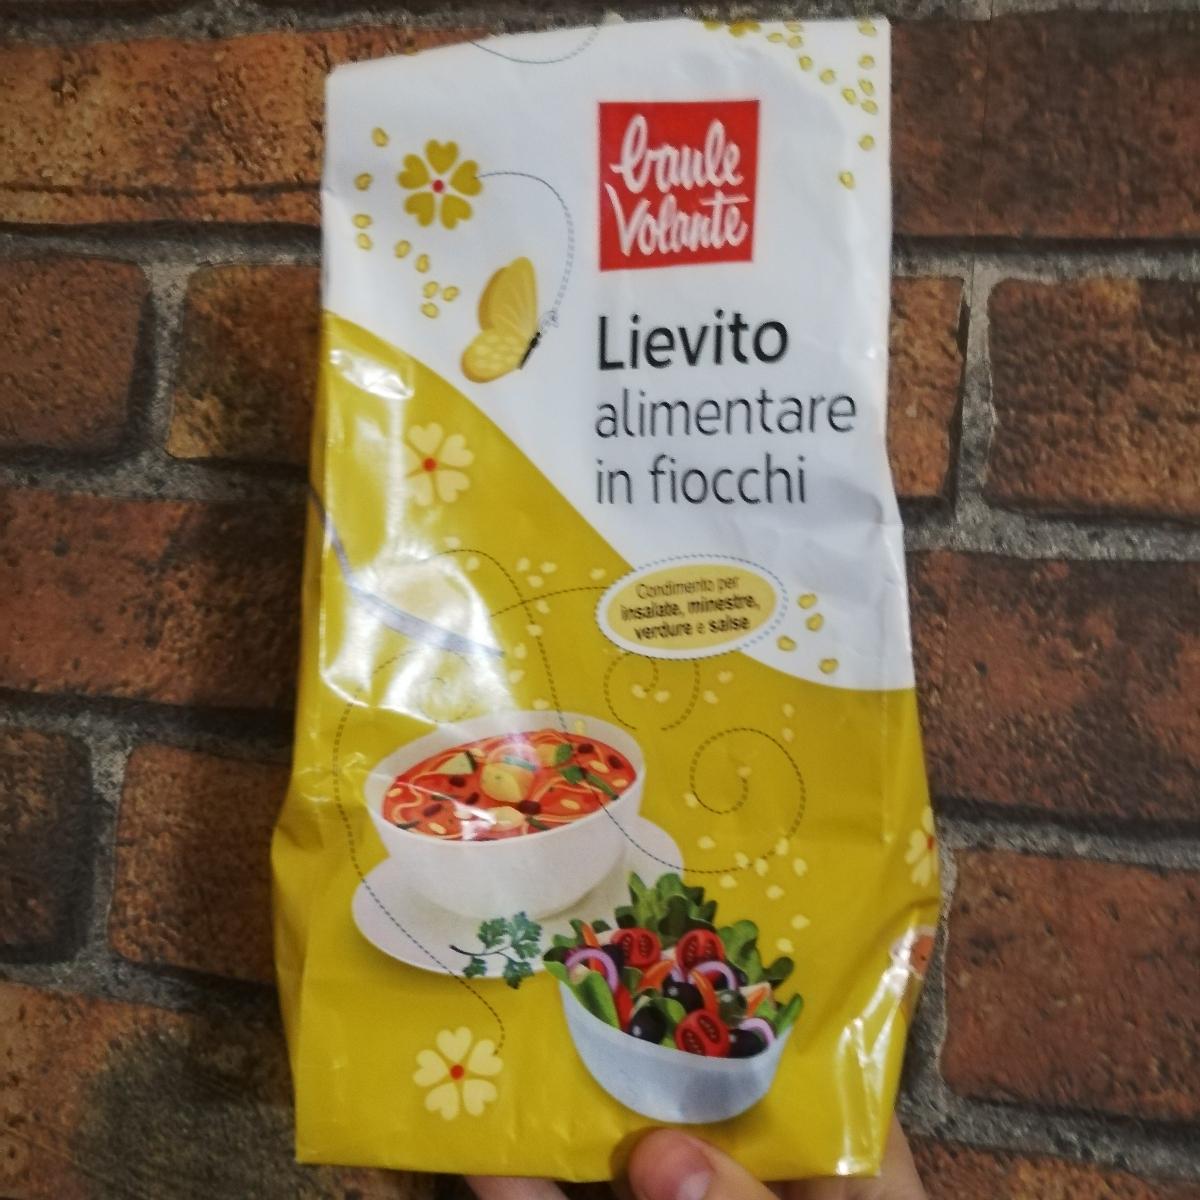 baule
Volante
Lievito
alimentare
in fiocchi
Condimento per
insalate, minestre,
verdure e salse